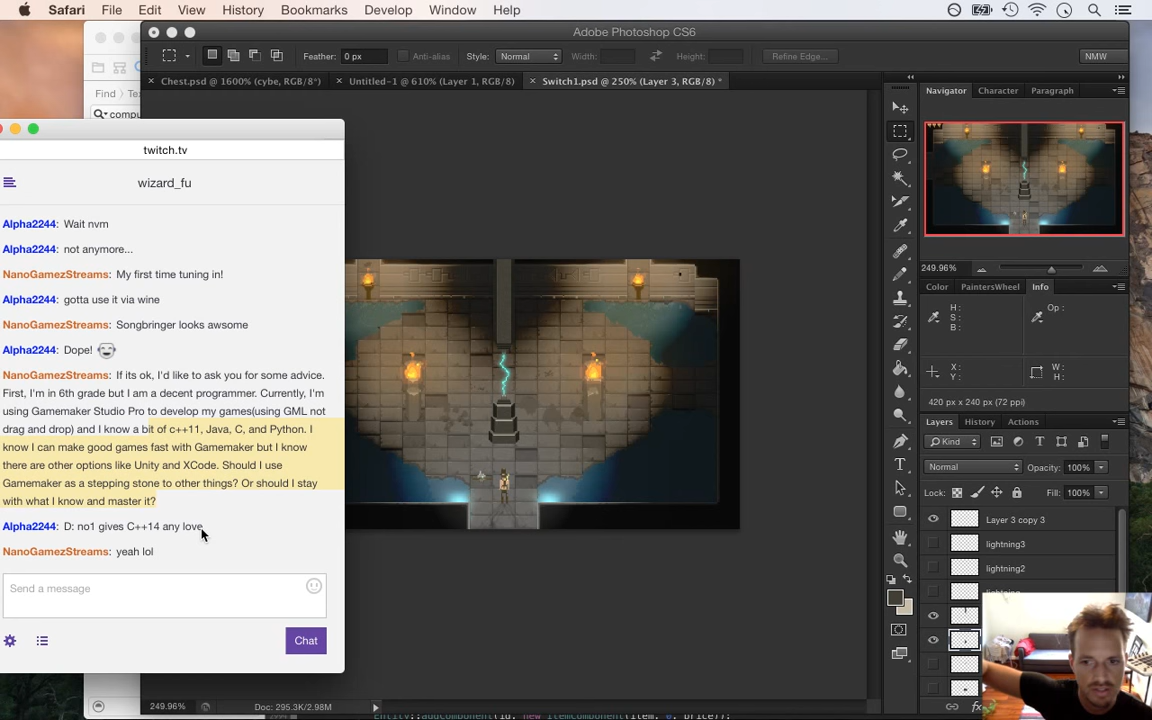 Safari File Edit View History Bookmarks Develop Window Help
Adobe Photoshop CS6
Feather: 0 px Anti-alias Style: Normal Width: Height: Refine Edge... NMW
Chest.psd @ 1600% (cybe, RGB/8*) Untitled-1 @ 610% (Layer 1, RGB/8) Switch1.psd @ 250% (Layer 3, RGB/8) *
Find
compu
twitch.tv
wizard_fu
Alpha2244: Wait nvm
Alpha2244: not anymore...
NanoGamezStreams: My first time tuning in!
Alpha2244: gotta use it via wine
NanoGamezStreams: Songbringer looks awsome
Alpha2244: Dope!
NanoGamezStreams: If its ok, I'd like to ask you for some advice.
First, I'm in 6th grade but I am a decent programmer. Currently, I'm
using Gamemaker Studio Pro to develop my games(using GML not
drag and drop) and I know a bit of c++11, Java, C, and Python. I
know I can make good games fast with Gamemaker but I know
there are other options like Unity and XCode. Should I use
Gamemaker as a stepping stone to other things? Or should I stay
with what I know and master it?
Alpha2244: D: no1 gives C++14 any love
NanoGamezStreams: yeah lol
Send a message
Chat
Navigator Character Paragraph
249.96%
Color PaintersWheel Info
H:
S:
B:
Op:
X:
Y:
W:
H:
420 px x 240 px (72 ppi)
Layers History Actions
Kind
Normal Opacity: 100%
Lock: Fill: 100%
Layer 3 copy 3
lightning3
lightning2
249.96% Doc: 295.3K/2.98M